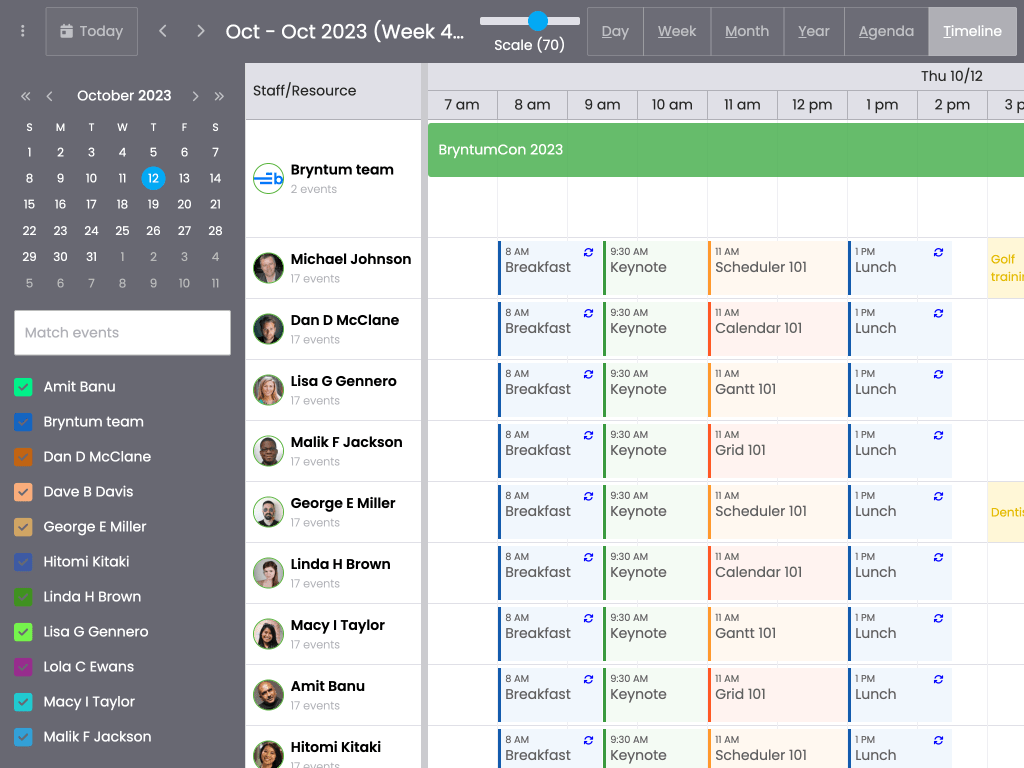 Today
Oct - Oct 2023 (Week 4...
Scale (70)
Day
Week
Month
Year
Agenda
Timeline
October 2023
S M T W T F S
1 2 3 4 5 6 7
8 9 10 11 12 13 14
15 16 17 18 19 20 21
22 23 24 25 26 27 28
29 30 31 1 2 3 4
5 6 7 8 9 10 11
Match events
Amit Banu
Bryntum team
Dan D McClane
Dave B Davis
George E Miller
Hitomi Kitaki
Linda H Brown
Lisa G Gennero
Lola C Ewans
Macy I Taylor
Malik F Jackson
Staff/Resource
Thu 10/12
7 am 8 am 9 am 10 am 11 am 12 pm 1 pm 2 pm 3 p
Bryntum team
2 events
BryntumCon 2023
Michael Johnson
17 events
8 AM
Breakfast
9:30 AM
Keynote
11 AM
Scheduler 101
1 PM
Lunch
Golf
trainin
Dan D McClane
17 events
8 AM
Breakfast
9:30 AM
Keynote
11 AM
Calendar 101
1 PM
Lunch
Lisa G Gennero
17 events
8 AM
Breakfast
9:30 AM
Keynote
11 AM
Gantt 101
1 PM
Lunch
Malik F Jackson
17 events
8 AM
Breakfast
9:30 AM
Keynote
11 AM
Grid 101
1 PM
Lunch
George E Miller
17 events
8 AM
Breakfast
9:30 AM
Keynote
11 AM
Scheduler 101
1 PM
Lunch
Dentis
Linda H Brown
17 events
8 AM
Breakfast
9:30 AM
Keynote
11 AM
Calendar 101
1 PM
Lunch
Macy I Taylor
17 events
8 AM
Breakfast
9:30 AM
Keynote
11 AM
Gantt 101
1 PM
Lunch
Amit Banu
17 events
8 AM
Breakfast
9:30 AM
Keynote
11 AM
Grid 101
1 PM
Lunch
Hitomi Kitaki
17 events
8 AM
Breakfast
9:30 AM
Keynote
11 AM
Scheduler 101
1 PM
Lunch